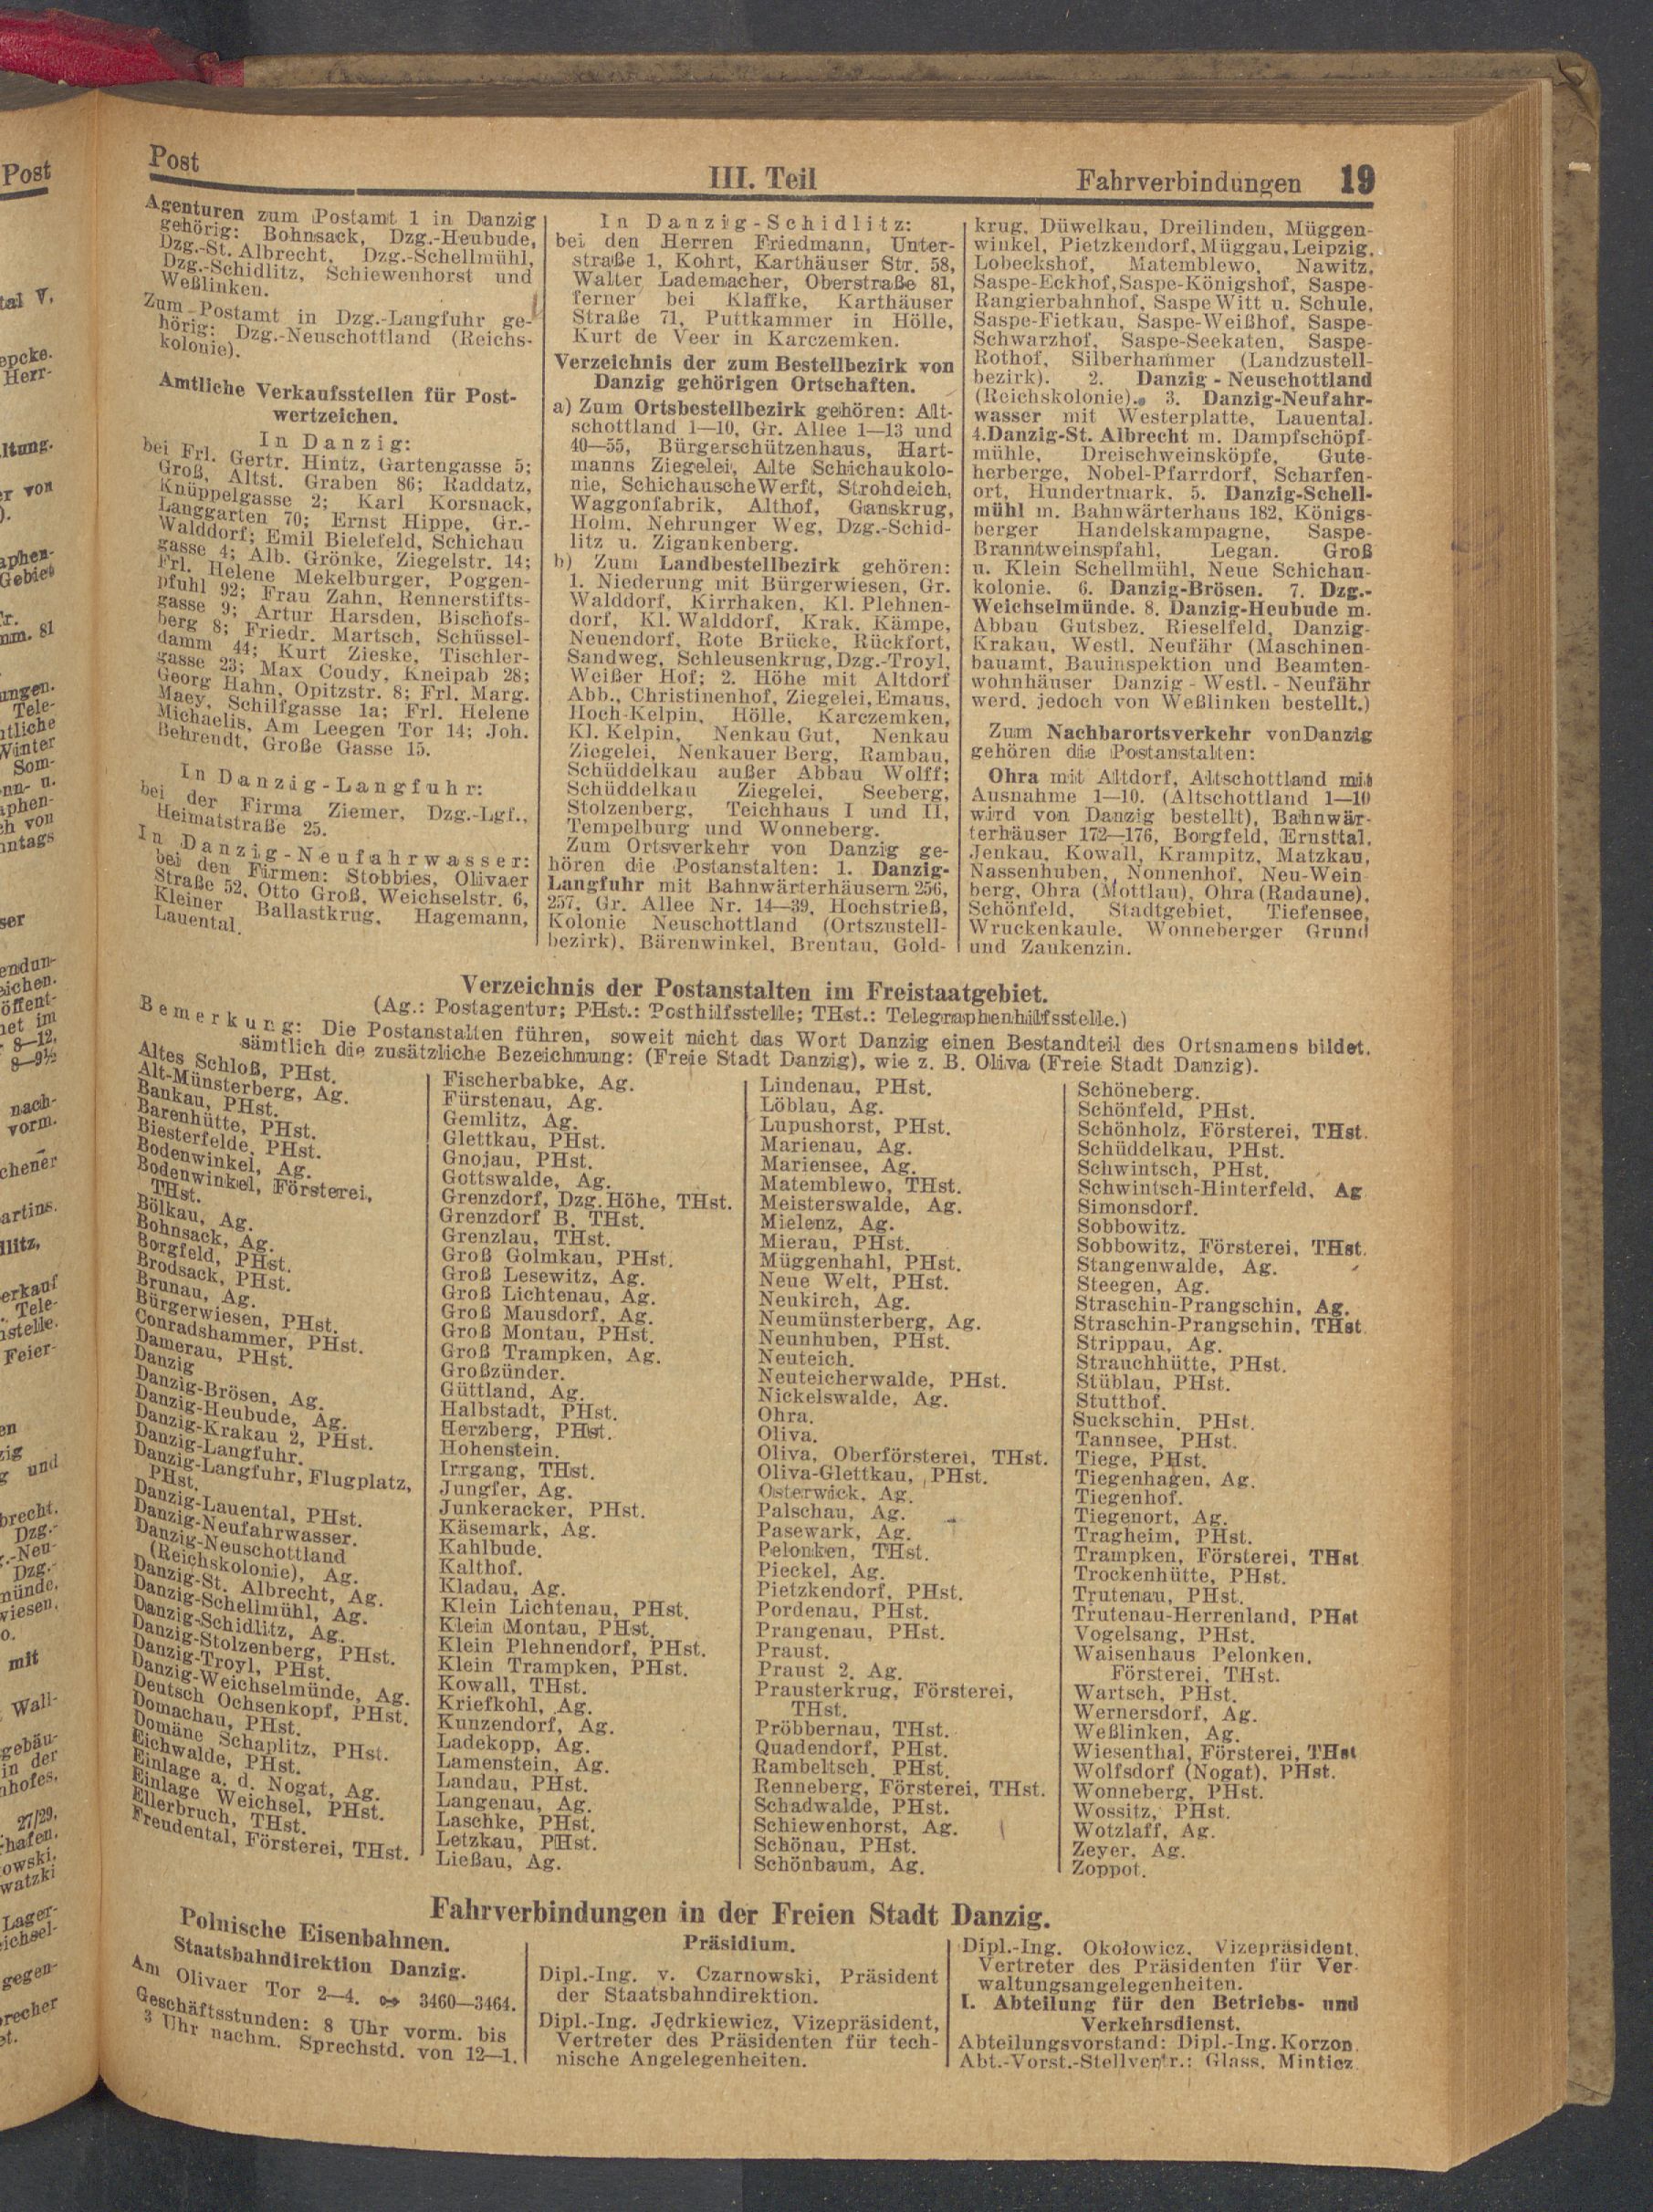 Post
III. Teil
Fahrverbindungen 19
Agenturen zum Postamt 1 in Danzig
gehörig: Bohnsack, Dzg.-Heubude,
Dzg.-St. Albrecht, Dzg.-Schellmühl,
Dzg.-Schidlitz, Schiewenhorst und
Weßlinken.
Zum Postamt in Dzg.-Langfuhr ge-
hörig: Dzg.-Neuschottland (Reichs-
kolonie).
Amtliche Verkaufsstellen für Post-
wertzeichen.
In Danzig:
bei Frl. Gertr. Hintz, Gartengasse 5;
Groß, Altst. Graben 86; Raddatz,
Knüppelgasse 2; Karl Korsnack,
Langgarten 70; Ernst Hippe, Gr.-
Walddorf; Emil Bielefeld, Schichau
gasse 4; Alb. Grönke, Ziegelstr. 14;
Frl. Helene Mekelburger, Poggen-
pfuhl 92; Frau Zahn, Rennerstifts-
gasse 9; Artur Harsden, Bischofs-
berg 8; Friedr. Martsch, Schüssel-
damm 44; Kurt Zieske, Tischler-
gasse 23; Max Coudy, Kneipab 28;
Georg Hahn, Opitzstr. 8; Frl. Marg.
Maey, Schilfgasse 1a; Frl. Helene
Michaelis, Am Leegen Tor 14; Joh.
Behrendt, Große Gasse 15.
In Danzig-Langfuhr:
bei der Firma Ziemer, Dzg.-Lgf.,
Heimatstraße 25.
In Danzig-Neufahrwasser:
bei den Firmen: Stobbies, Olivaer
Straße 52, Otto Groß, Weichselstr. 6,
Kleiner Ballastkrug, Hagemann,
Lauental.
In Danzig-Schidlitz:
bei den Herren Friedmann, Unter-
straße 1, Kohrt, Karthäuser Str. 58,
Walter Lademacher, Oberstraße 81,
ferner bei Klaffke, Karthäuser
Straße 71, Puttkammer in Hölle,
Kurt de Veer in Karczemken.
Verzeichnis der zum Bestellbezirk von
Danzig gehörigen Ortschaften.
a) Zum Ortsbestellbezirk gehören: Alt-
schottland 1—10, Gr. Allee 1—13 und
40—55, Bürgerschützenhaus, Hart-
manns Ziegelei, Alte Schichaukolo-
nie, Schichausche Werft, Strohdeich,
Waggonfabrik, Althof, Ganskrug,
Holm, Nehrunger Weg, Dzg.-Schid-
litz u. Zigankenberg.
b) Zum Landbestellbezirk gehören:
1. Niederung mit Bürgerwiesen, Gr.
Walddorf, Kirrhaken, Kl. Plehnen-
dorf, Kl. Walddorf, Krak. Kämpe,
Neuendorf, Rote Brücke, Rückfort,
Sandweg, Schleusenkrug, Dzg.-Troyl,
Weißer Hof; 2. Höhe mit Altdorf
Abb., Christinenhof, Ziegelei, Emaus,
Hoch-Kelpin, Hölle, Karczemken,
Kl. Kelpin, Nenkau Gut, Nenkau
Ziegelei, Nenkauer Berg, Rambau,
Schüddelkau außer Abbau Wolff;
Schüddelkau Ziegelei, Seeberg,
Stolzenberg, Teichhaus I und II,
Tempelburg und Wonneberg.
Zum Ortsverkehr von Danzig ge-
hören die Postanstalten: 1. Danzig-
Langfuhr mit Bahnwärterhäusern 256,
257, Gr. Allee Nr. 14—39, Hochstrieß,
Kolonie Neuschottland (Ortszustell-
bezirk), Bärenwinkel, Brentau, Gold-
krug, Düwelkau, Dreilinden, Müggen-
winkel, Pietzkendorf, Müggau, Leipzig,
Lobeckshof, Matemblewo, Nawitz,
Saspe-Eckhof, Saspe-Königshof, Saspe-
Rangierbahnhof, Saspe Witt u. Schule,
Saspe-Fietkau, Saspe-Weißhof, Saspe-
Schwarzhof, Saspe-Seekaten, Saspe-
Rothof, Silberhammer (Landzustell-
bezirk). 2. Danzig-Neuschottland
(Reichskolonie). 3. Danzig-Neufahr-
wasser mit Westerplatte, Lauental.
4. Danzig-St. Albrecht m. Dampfschöpf-
mühle, Dreischweinsköpfe, Gute-
herberge, Nobel-Pfarrdorf, Scharfen-
ort, Hundertmark, 5. Danzig-Schell-
mühl m. Bahnwärterhaus 182, Königs-
berger Handelskampagne, Saspe-
Branntweinspfahl, Legan. Groß
u. Klein Schellmühl, Neue Schichau-
kolonie. 6. Danzig-Brösen. 7. Dzg.-
Weichselmünde. 8. Danzig-Heubude m.
Abbau Gutsbez. Rieselfeld, Danzig-
Krakau, Westl. Neufähr (Maschinen-
bauamt, Bauinspektion und Beamten-
wohnhäuser Danzig-Westl.-Neufähr
werd. jedoch von Weßlinken bestellt.)
Zum Nachbarortsverkehr von Danzig
gehören die Postanstalten:
Ohra mit Altdorf, Altschottland mit
Ausnahme 1—10. (Altschottland 1—10
wird von Danzig bestellt), Bahnwär-
terhäuser 172—176, Borgfeld, Ernsttal,
Jenkau, Kowall, Krampitz, Matzkau,
Nassenhuben, Nonnenhof, Neu-Wein
berg, Ohra (Mottlau), Ohra (Radaune),
Schönfeld, Stadtgebiet, Tiefensee,
Wruckenkaule, Wonneberger Grund
und Zankenzin.
Verzeichnis der Postanstalten im Freistaatgebiet.
(Ag.: Postagentur; PHst.: Posthilfsstelle; THst.: Telegraphenhilfsstelle.)
Bemerkung: Die Postanstalten führen, soweit nicht das Wort Danzig einen Bestandteil des Ortsnamens bildet,
sämtlich die zusätzliche Bezeichnung: (Freie Stadt Danzig), wie z. B. Oliva (Freie Stadt Danzig).
Altes Schloß, PHst.
Alt-Münsterberg, Ag.
Bankau, PHst.
Barenhütte, PHst.
Biesterfelde, PHst.
Bodenwinkel, Ag.
Bodenwinkel, Försterei,
THst.
Bölkau, Ag.
Bohnsack, Ag.
Borgfeld, PHst.
Brodsack, PHst.
Brunau, Ag.
Bürgerwiesen, PHst.
Conradshammer, PHst.
Damerau, PHst.
Danzig
Danzig-Brösen, Ag.
Danzig-Heubude, Ag.
Danzig-Krakau 2, PHst.
Danzig-Langfuhr.
Danzig-Langfuhr, Flugplatz,
PHst.
Danzig-Lauental, PHst.
Danzig-Neufahrwasser.
Danzig-Neuschottland
(Reichskolonie), Ag.
Danzig-St. Albrecht, Ag.
Danzig-Schellmühl, Ag.
Danzig-Schidlitz, Ag.
Danzig-Stolzenberg, PHst.
Danzig-Troyl, PHst.
Danzig-Weichselmünde, Ag.
Deutsch Ochsenkopf, PHst.
Domachau, PHst.
Domäne Schaplitz, PHst.
Eichwalde, PHst.
Einlage a. d. Nogat, Ag.
Einlage Weichsel, PHst.
Ellerbruch, THst.
Freudental, Försterei, THst.
Fischerbabke, Ag.
Fürstenau, Ag.
Gemlitz, Ag.
Glettkau, PHst.
Gnojau, PHst.
Gottswalde, Ag.
Grenzdorf, Dzg. Höhe, THst.
Grenzdorf B. THst.
Grenzlau, THst.
Groß Golmkau, PHst.
Groß Lesewitz, Ag.
Groß Lichtenau, Ag.
Groß Mausdorf, Ag.
Groß Montau, PHst.
Groß Trampken, Ag.
Großzünder.
Güttland, Ag.
Halbstadt, PHst.
Herzberg, PHst.
Hohenstein.
Irrgang, THst.
Jungfer, Ag.
Junkeracker, PHst.
Käsemark, Ag.
Kahlbude.
Kalthof.
Kladau, Ag.
Klein Lichtenau, PHst.
Klein Montau, PHst.
Klein Plehnendorf, PHst.
Klein Trampken, PHst.
Kowall, THst.
Kriefkohl, Ag.
Kunzendorf, Ag.
Ladekopp, Ag.
Lamenstein, Ag.
Landau, PHst.
Langenau, Ag.
Laschke, PHst.
Letzkau, PHst.
Ließau, Ag.
Lindenau, PHst.
Löblau, Ag.
Lupushorst, PHst.
Marienau, Ag.
Mariensee, Ag.
Matemblewo, THst.
Meisterswalde, Ag.
Mielenz, Ag.
Mierau, PHst.
Müggenhahl, PHst.
Neue Welt, PHst.
Neukirch, Ag.
Neumünsterberg, Ag.
Neunhuben, PHst.
Neuteich.
Neuteicherwalde, PHst.
Nickelswalde, Ag.
Ohra.
Oliva.
Oliva, Oberförsterei, THst.
Oliva-Glettkau, PHst.
Osterwick, Ag.
Palschau, Ag.
Pasewark, Ag.
Pelonken, THst.
Pieckel, Ag.
Pietzkendorf, PHst.
Pordenau, PHst.
Prangenau, PHst.
Praust.
Praust 2, Ag.
Prausterkrug, Försterei,
THst.
Pröbbernau, THst.
Quadendorf, PHst.
Rambeltsch, PHst.
Renneberg, Försterei, THst.
Schadwalde, PHst.
Schiewenhorst, Ag.
Schönau, PHst.
Schönbaum, Ag.
Schöneberg.
Schönfeld, PHst.
Schönholz, Försterei, THst.
Schüddelkau, PHst.
Schwintsch, PHst.
Schwintsch-Hinterfeld, Ag
Simonsdorf.
Sobbowitz.
Sobbowitz, Försterei, THst.
Stangenwalde, Ag.
Steegen, Ag.
Straschin-Prangschin, Ag.
Straschin-Prangschin, THst
Strippau, Ag.
Strauchhütte, PHst.
Stüblau, PHst.
Stutthof.
Suckschin, PHst.
Tannsee, PHst.
Tiege, PHst.
Tiegenhagen, Ag.
Tiegenhof.
Tiegenort, Ag.
Tragheim, PHst.
Trampken, Försterei, THst
Trockenhütte, PHst.
Trutenau, PHst.
Trutenau-Herrenland, PHst
Vogelsang, PHst.
Waisenhaus Pelonken,
Försterei, THst.
Wartsch, PHst.
Wernersdorf, Ag.
Weßlinken, Ag.
Wiesenthal, Försterei, THst
Wolfsdorf (Nogat), PHst.
Wonneberg, PHst.
Wossitz, PHst.
Wotzlaff, Ag.
Zeyer, Ag.
Zoppot.
Fahrverbindungen in der Freien Stadt Danzig.
Polnische Eisenbahnen.
Staatsbahndirektion Danzig.
Am Olivaer Tor 2—4. 3460—3464.
Geschäftsstunden: 8 Uhr vorm. bis
3 Uhr nachm. Sprechstd. von 12—1.
Präsidium.
Dipl.-Ing. v. Czarnowski, Präsident
der Staatsbahndirektion.
Dipl.-Ing. Jędrkiewicz, Vizepräsident,
Vertreter des Präsidenten für tech-
nische Angelegenheiten.
Dipl.-Ing. Okołowicz, Vizepräsident,
Vertreter des Präsidenten für Ver-
waltungsangelegenheiten.
I. Abteilung für den Betriebs- und
Verkehrsdienst.
Abteilungsvorstand: Dipl.-Ing. Korzon.
Abt.-Vorst.-Stellvertr.: Glass, Minticz